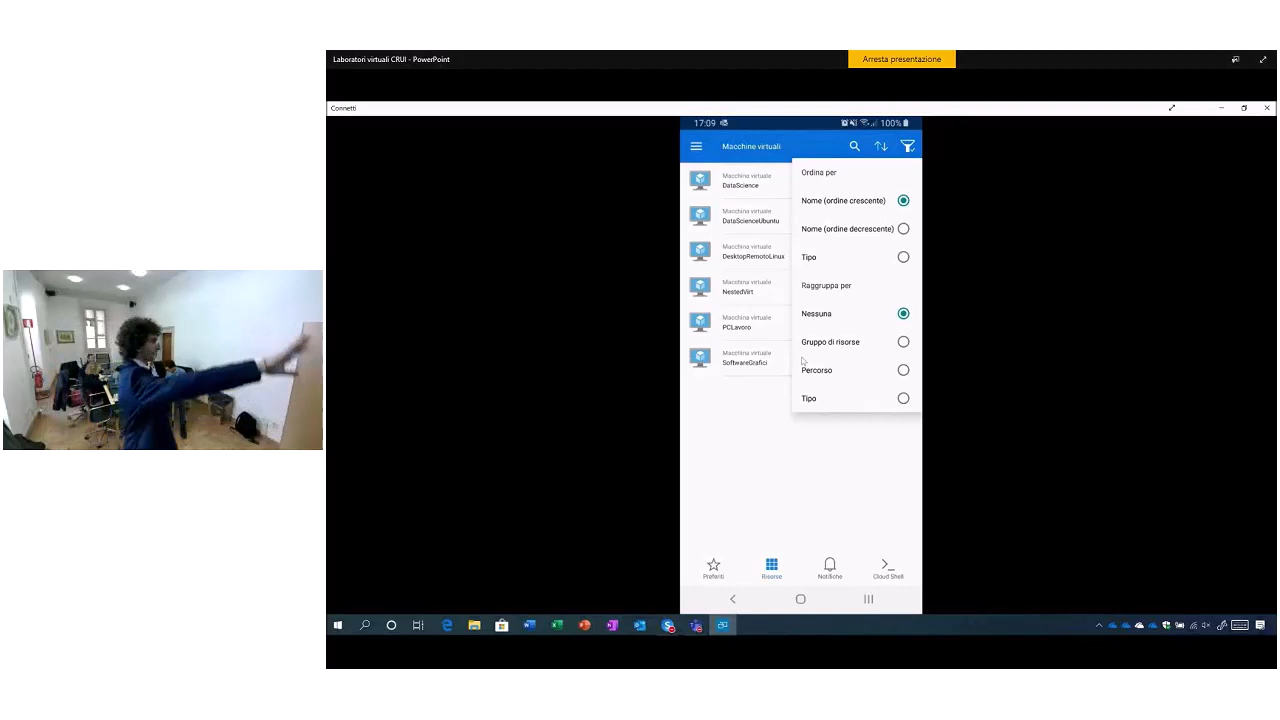 Laboratori virtuali CRUI - PowerPoint
Arresta presentazione
Connetti
17:09
100%
Macchine virtuali
Macchina virtuale
DataScience
Macchina virtuale
DataScienceUbuntu
Macchina virtuale
DesktopRemotoLinux
Macchina virtuale
NestedVirt
Macchina virtuale
PCLavoro
Macchina virtuale
SoftwareGrafici
Ordina per
Nome (ordine crescente)
Nome (ordine decrescente)
Tipo
Raggruppa per
Nessuna
Gruppo di risorse
Percorso
Tipo
Preferiti
Risorse
Notifiche
Cloud Shell